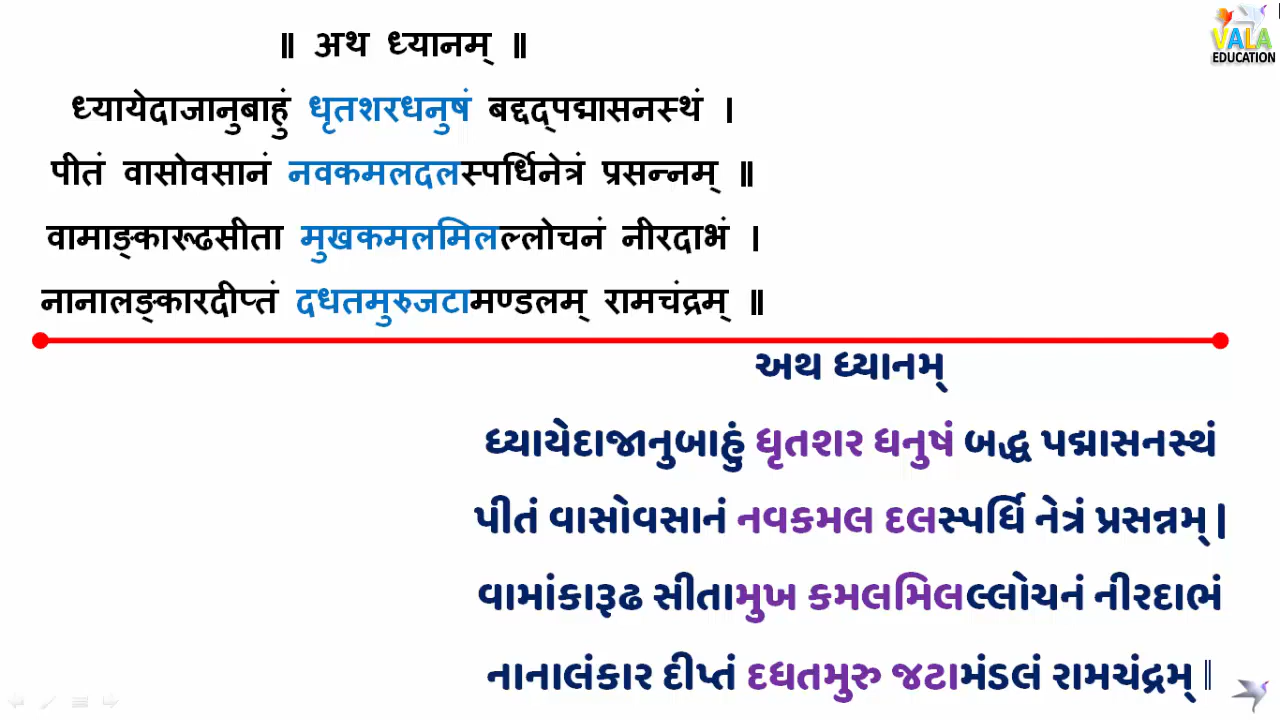 ॥ अथ ध्यानम् ॥
VALA
EDUCATION
ध्यायेदाजानुबाहुं धृतशरधनुषं बद्दद्पद्मासनस्थं ।
पीतं वासोवसानं नवकमलदलस्पर्धिनेत्रं प्रसन्नम् ॥
वामाङ्कारूढसीता मुखकमलमिलल्लोचनं नीरदाभं ।
नानालङ्कारदीप्तं दधतमुरुजटामण्डलम् रामचंद्रम् ॥
અથ ધ્યાનમ્
ધ્યાયેદાજાનુબાહું ધૃતશર ધનુષં બદ્ધ પદ્માસનસ્થં
પીતં વાસોવસાનં નવકમલ દલસ્પર્ધિ નેત્રં પ્રસન્નમ્ |
વામાંકારૂઢ સીતામુખ કમલમિલલ્લોચનં નીરદાભં
નાનાલંકાર દીપ્તં દધતમુરુ જટામંડલં રામચંદ્રમ્ ‖